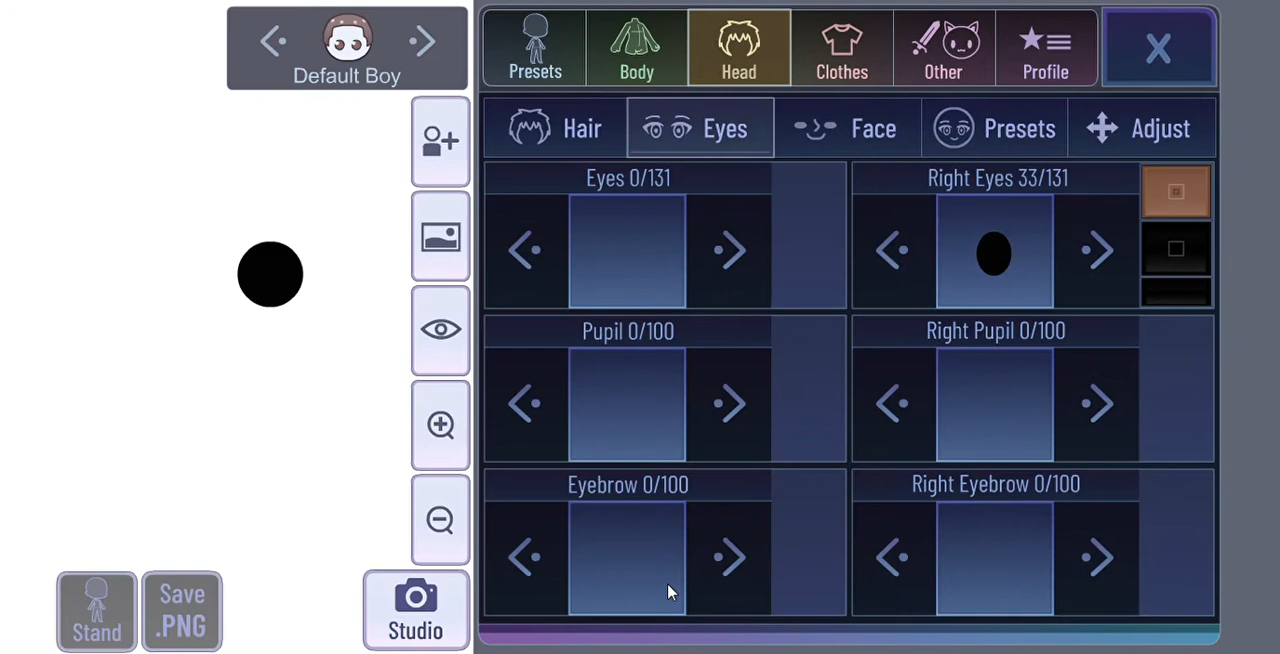 Default Boy
Presets
Body
Head
Clothes
Other
Profile
X
Hair
Eyes
Face
Presets
Adjust
Eyes 0/131
Right Eyes 33/131
Pupil 0/100
Right Pupil 0/100
Eyebrow 0/100
Right Eyebrow 0/100
Stand
Save
.PNG
Studio